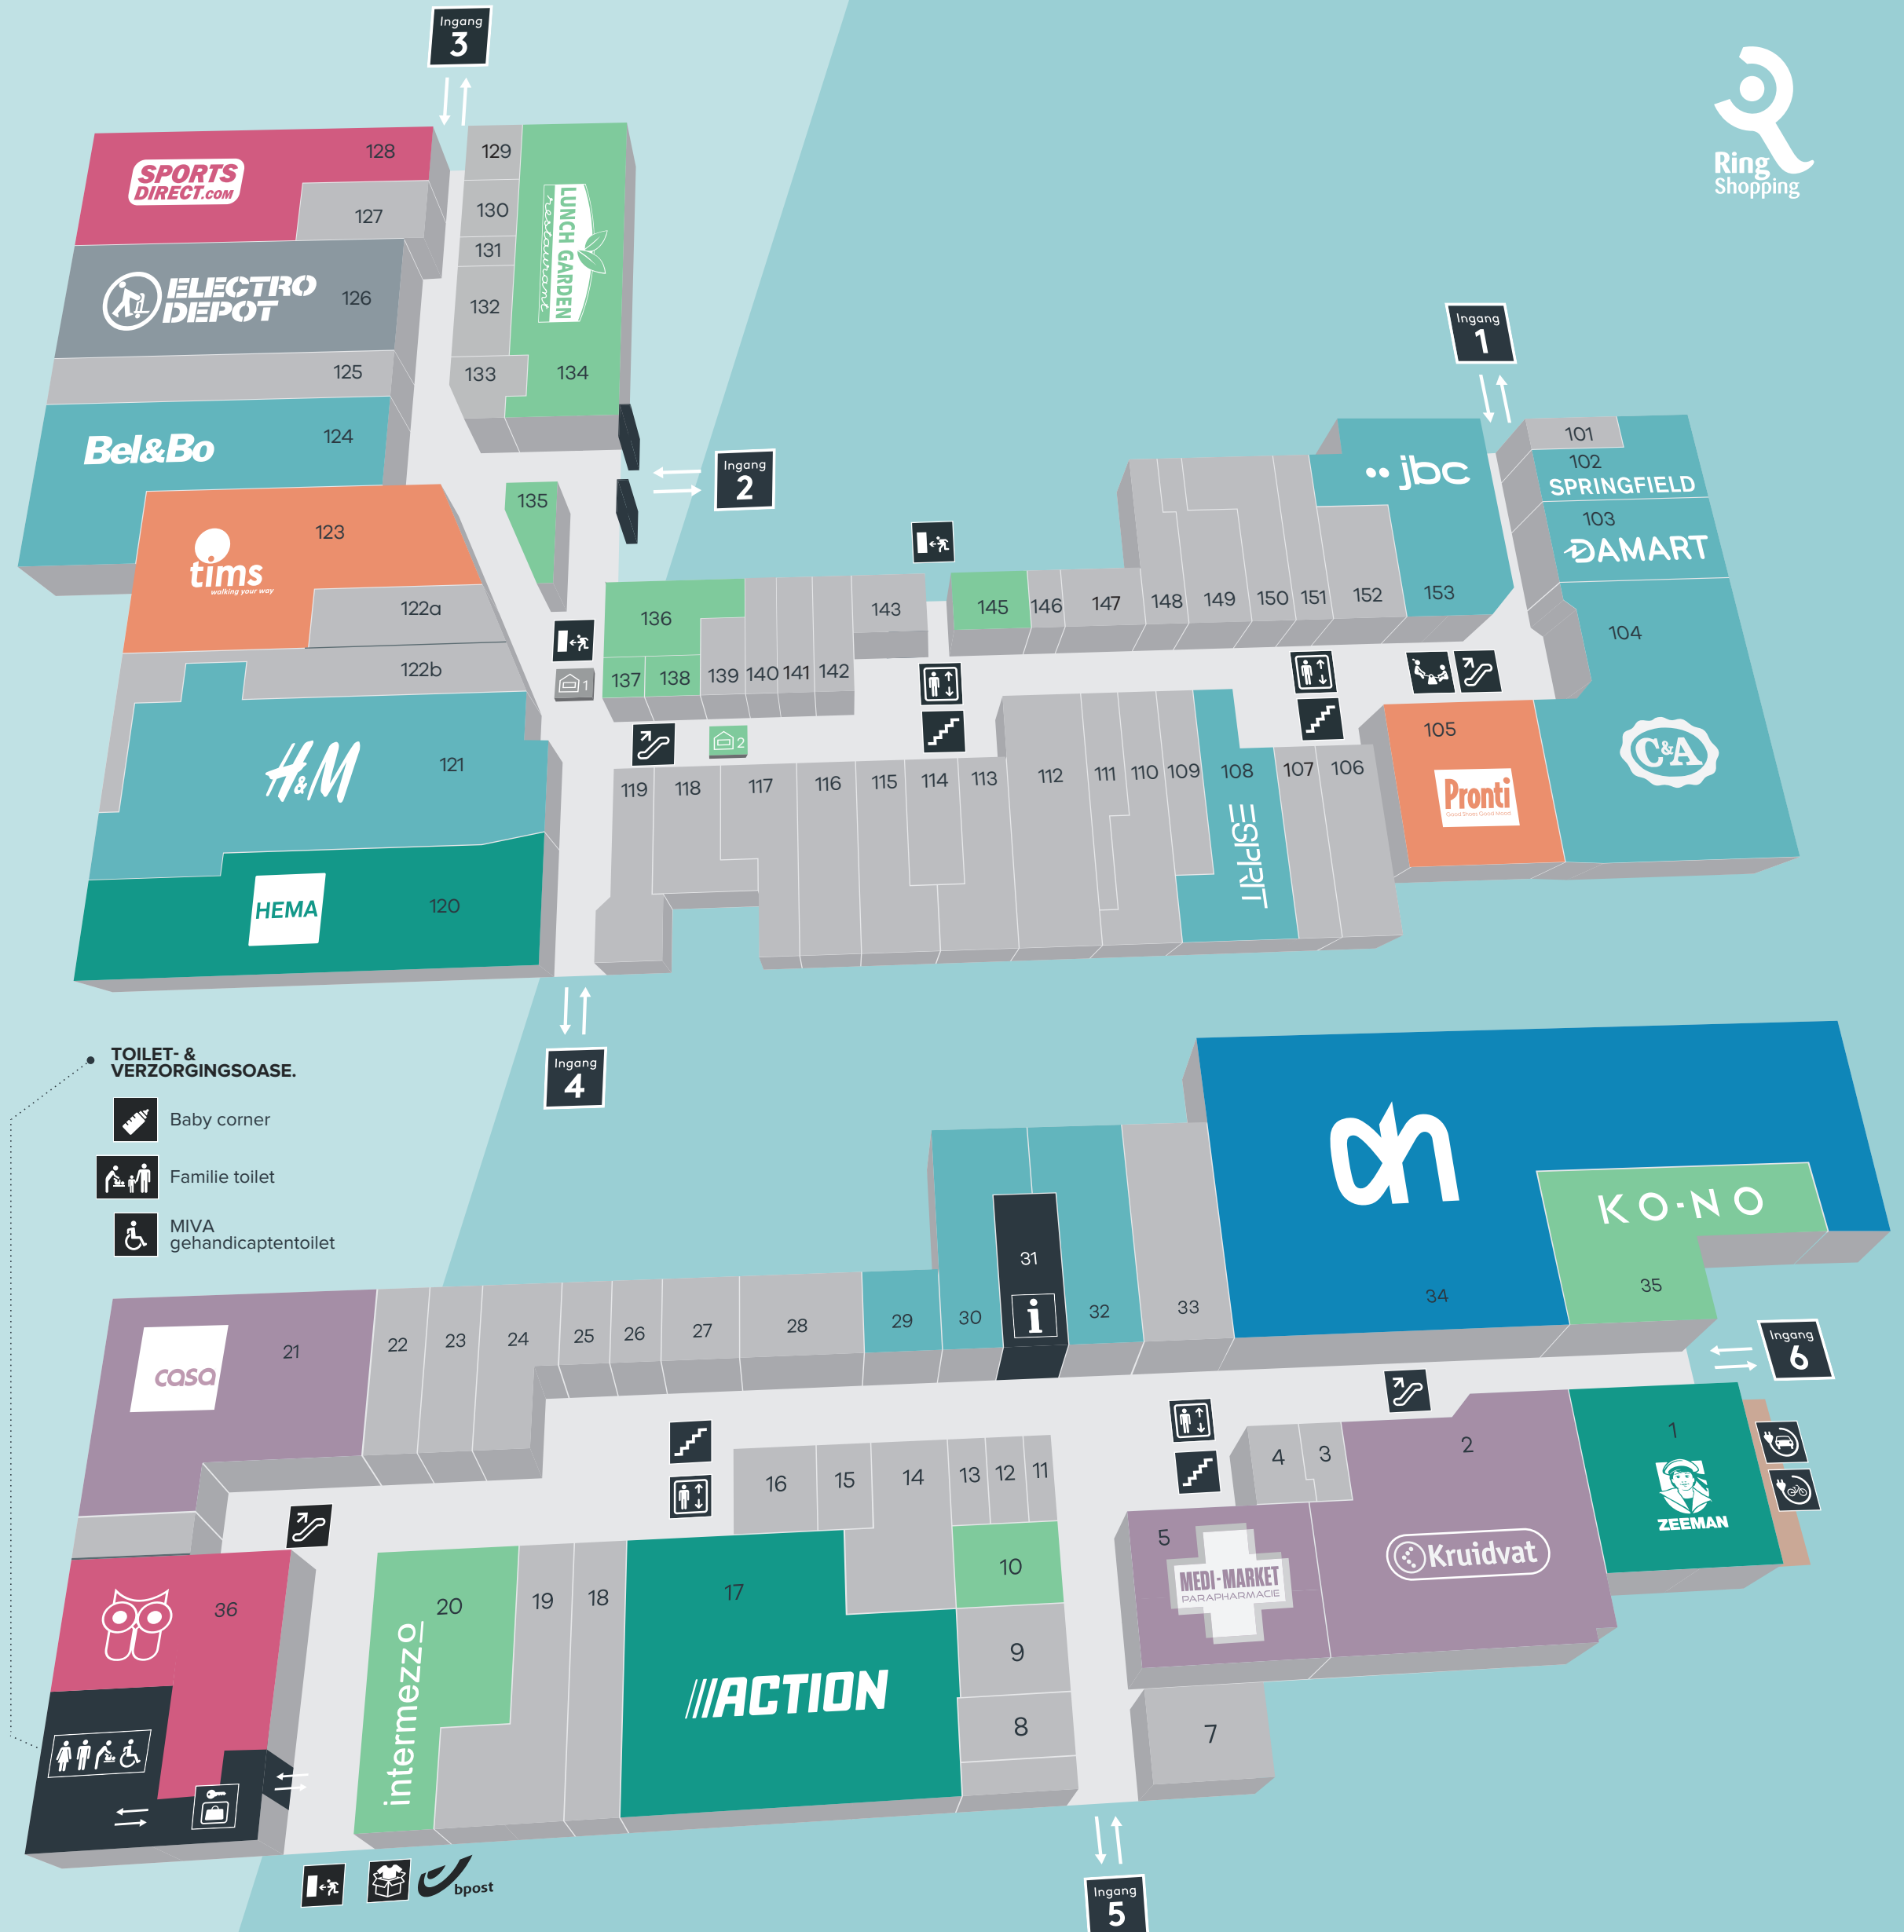 Ingang
3
Ring
Shopping
128
SPORTS
DIRECT.COM
127
129
130
131
132
133
LUNCH GARDEN
restaurant
134
ELECTRO
DEPOT
126
125
Bel&Bo
124
Ingang
1
Ingang
2
135
123
tims
walking your way
122a
122b
136
137
138
139
140
141
142
143
145
146
147
148
149
150
151
152
153
jbc
101
102
SPRINGFIELD
103
DAMART
104
C&A
105
Pronti
Good Shoes Good Mood
1
2
H&M
121
HEMA
120
119
118
117
116
115
114
113
112
111
110
109
108
ESPRIT
107
106
Ingang
4
TOILET- &
VERZORGINGSOASE.
Baby corner
Familie toilet
MIVA
gehandicaptentoilet
casa
21
22
23
24
25
26
27
28
29
30
31
i
32
33
34
ah
KO-NO
35
Ingang
6
1
ZEEMAN
2
Kruidvat
3
4
5
MEDI-MARKET
PARAPHARMACIE
7
16
15
14
13
12
11
10
9
8
17
ACTION
18
19
20
intermezzo
36
bpost
Ingang
5